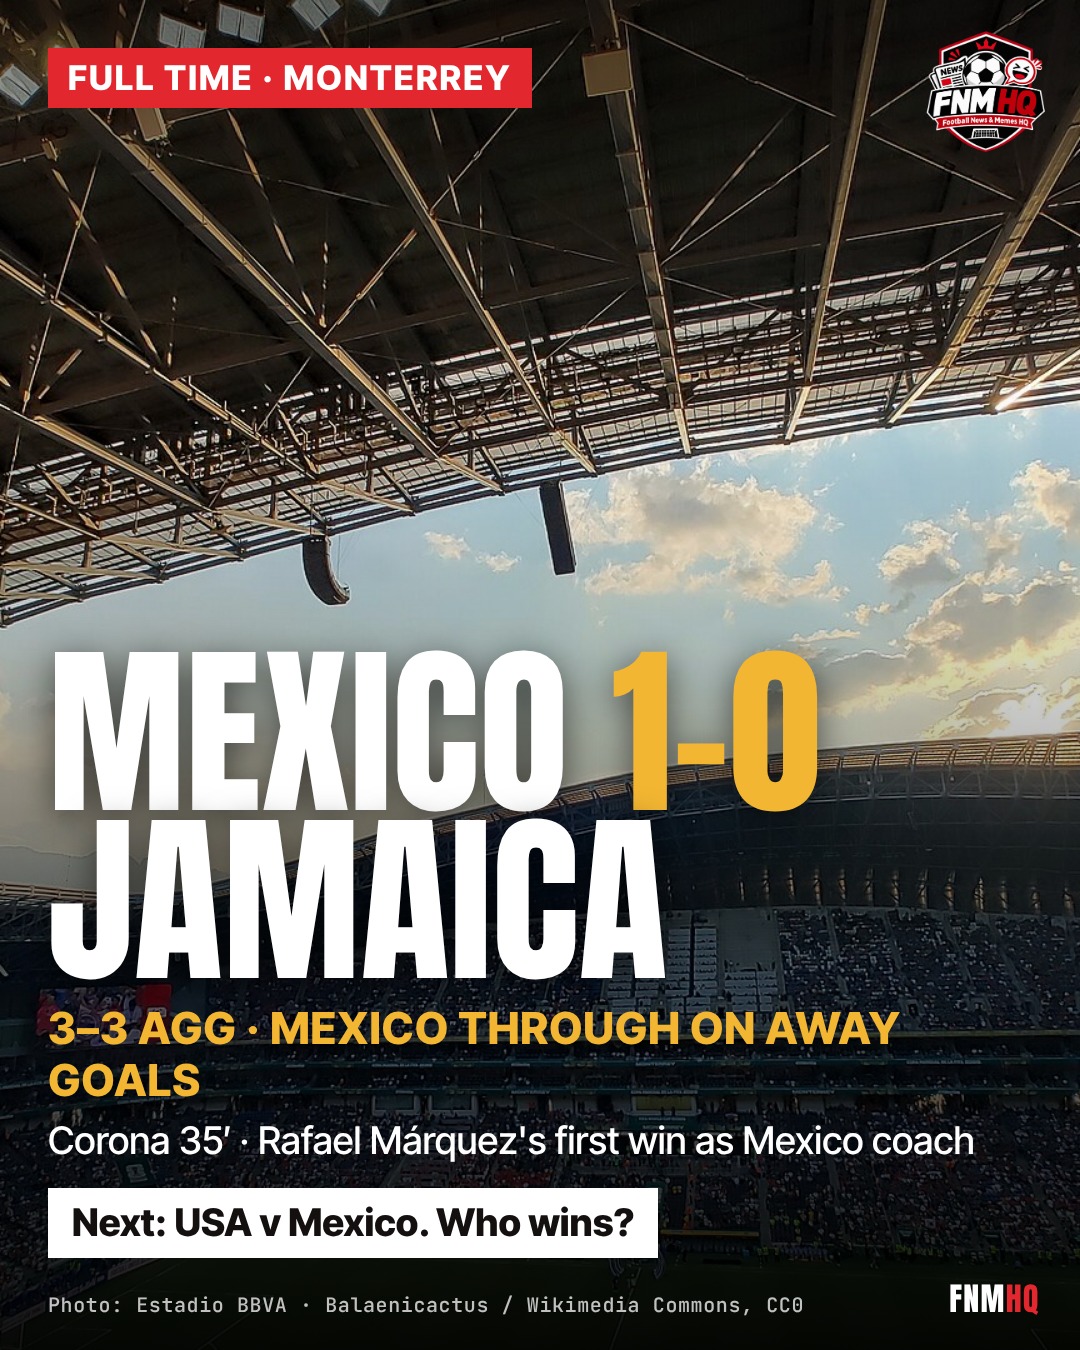 FULL TIME · MONTERREY
NEWS
FNM HQ
Football News & Memes HQ
MEXICO 1-0
JAMAICA
3–3 AGG · MEXICO THROUGH ON AWAY
GOALS
Corona 35′ · Rafael Márquez's first win as Mexico coach
Next: USA v Mexico. Who wins?
Photo: Estadio BBVA · Balaenicactus / Wikimedia Commons, CC0
FNMHQ